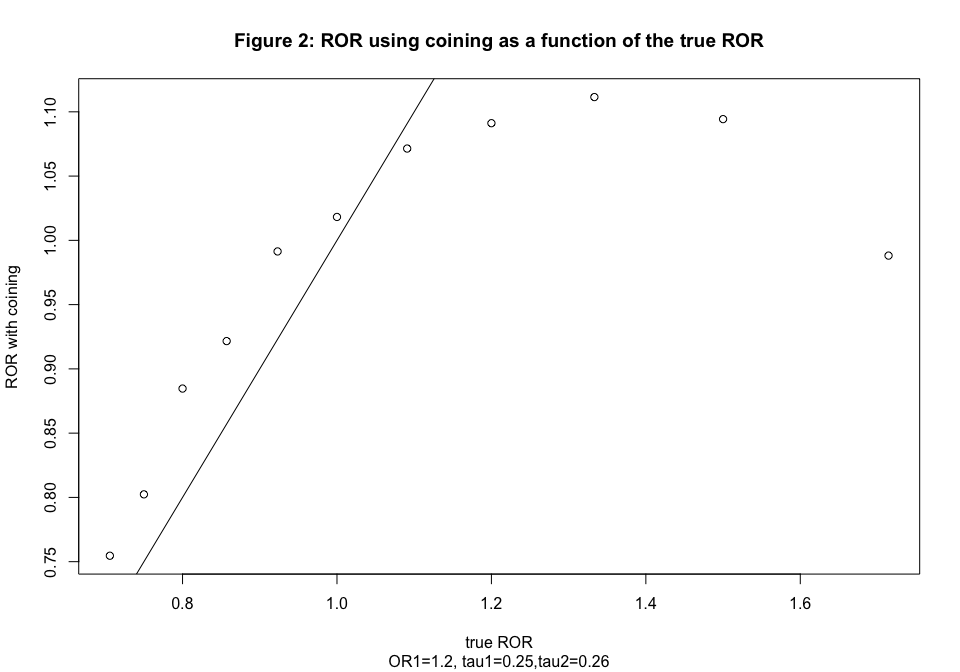 Figure 2: ROR using coining as a function of the true ROR
1.10
1.05
1.00
0.95
0.90
0.85
0.80
0.75
ROR with coining
0.8 1.0 1.2 1.4 1.6
true ROR
OR1=1.2, tau1=0.25,tau2=0.26